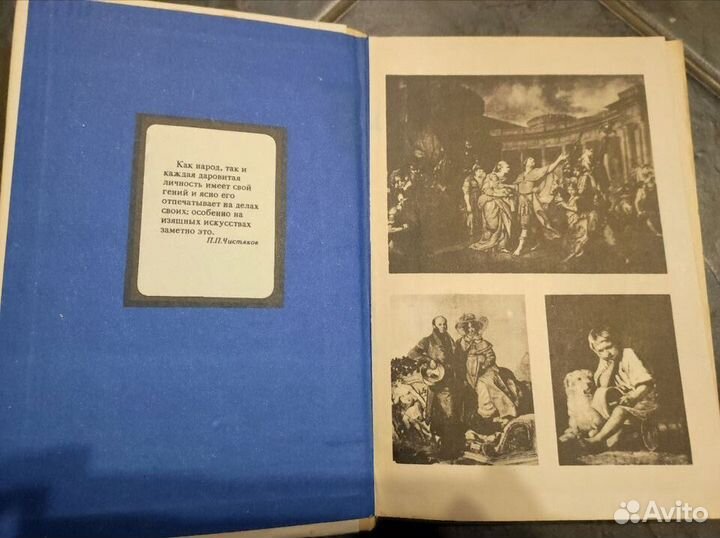 Как народ, так и
каждая даровитая
личность имеет свой
гений и ясно его
отпечатывает на делах
своих; особенно на
изящных искусствах
заметно это.
П.П.Чистяков
Avito